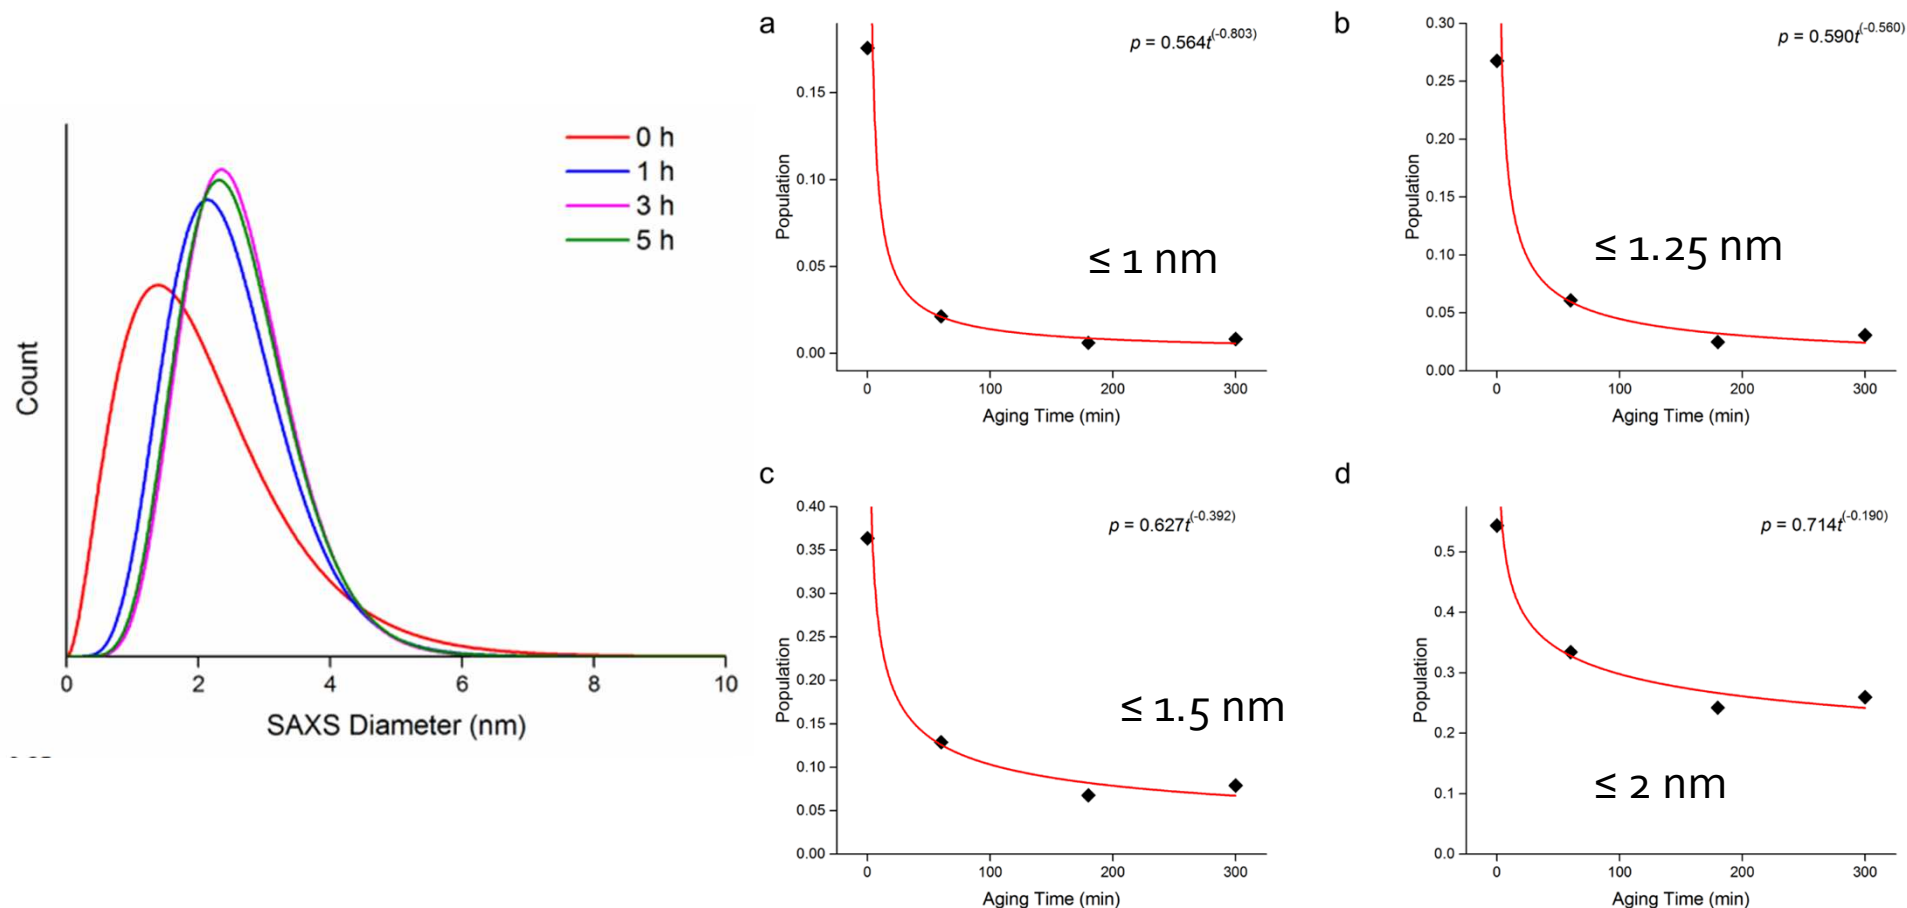 0 h
1 h
3 h
5 h
Count
0 2 4 6 8 10
SAXS Diameter (nm)
a
p = 0.564t^(-0.803)
0.15
0.10
0.05
0.00
Population
≤ 1 nm
0 100 200 300
Aging Time (min)
b
p = 0.590t^(-0.560)
0.30
0.25
0.20
0.15
0.10
0.05
0.00
Population
≤ 1.25 nm
0 100 200 300
Aging Time (min)
c
p = 0.627t^(-0.392)
0.40
0.35
0.30
0.25
0.20
0.15
0.10
0.05
0.00
Population
≤ 1.5 nm
0 100 200 300
Aging Time (min)
d
p = 0.714t^(-0.190)
0.5
0.4
0.3
0.2
0.1
0.0
Population
≤ 2 nm
0 100 200 300
Aging Time (min)